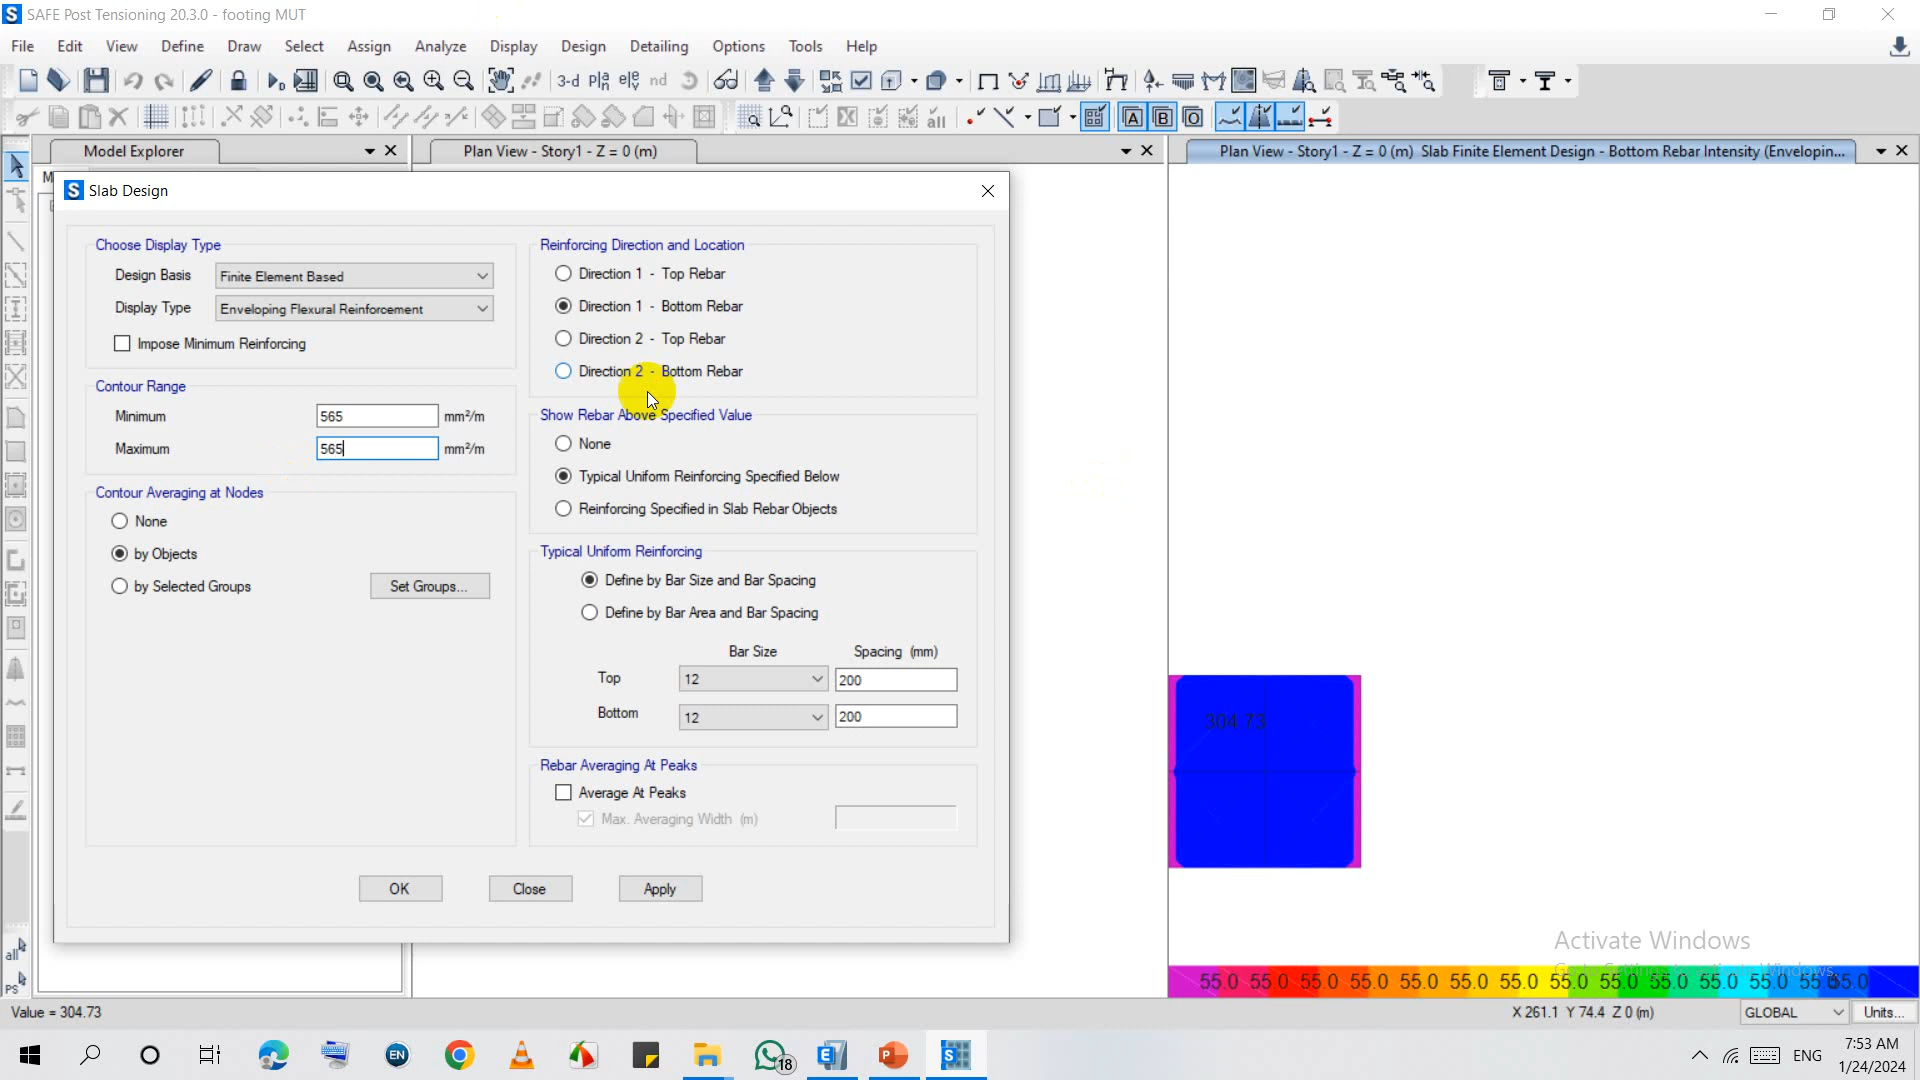 SAFE Post Tensioning 20.3.0 - footing MUT
File Edit View Define Draw Select Assign Analyze Display Design Detailing Options Tools Help
3-d
nd
all
A B O
Model Explorer
Plan View - Story1 - Z = 0 (m)
Plan View - Story1 - Z = 0 (m) Slab Finite Element Design - Bottom Rebar Intensity (Envelopin...
Slab Design
Choose Display Type
Design Basis Finite Element Based
Display Type Enveloping Flexural Reinforcement
Impose Minimum Reinforcing
Contour Range
Minimum 565 mm²/m
Maximum 565 mm²/m
Contour Averaging at Nodes
None
by Objects
by Selected Groups Set Groups...
Reinforcing Direction and Location
Direction 1 - Top Rebar
Direction 1 - Bottom Rebar
Direction 2 - Top Rebar
Direction 2 - Bottom Rebar
Show Rebar Above Specified Value
None
Typical Uniform Reinforcing Specified Below
Reinforcing Specified in Slab Rebar Objects
Typical Uniform Reinforcing
Define by Bar Size and Bar Spacing
Define by Bar Area and Bar Spacing
Bar Size Spacing (mm)
Top 12 200
Bottom 12 200
Rebar Averaging At Peaks
Average At Peaks
Max. Averaging Width (m)
OK Close Apply
304.73
Activate Windows
55.0 55.0 55.0 55.0 55.0 55.0 55.0 55.0 55.0 55.0 55.0 55.0
all
PS
Value = 304.73
X 261.1 Y 74.4 Z 0 (m)
GLOBAL
Units...
EN
18
ENG
7:53 AM
1/24/2024